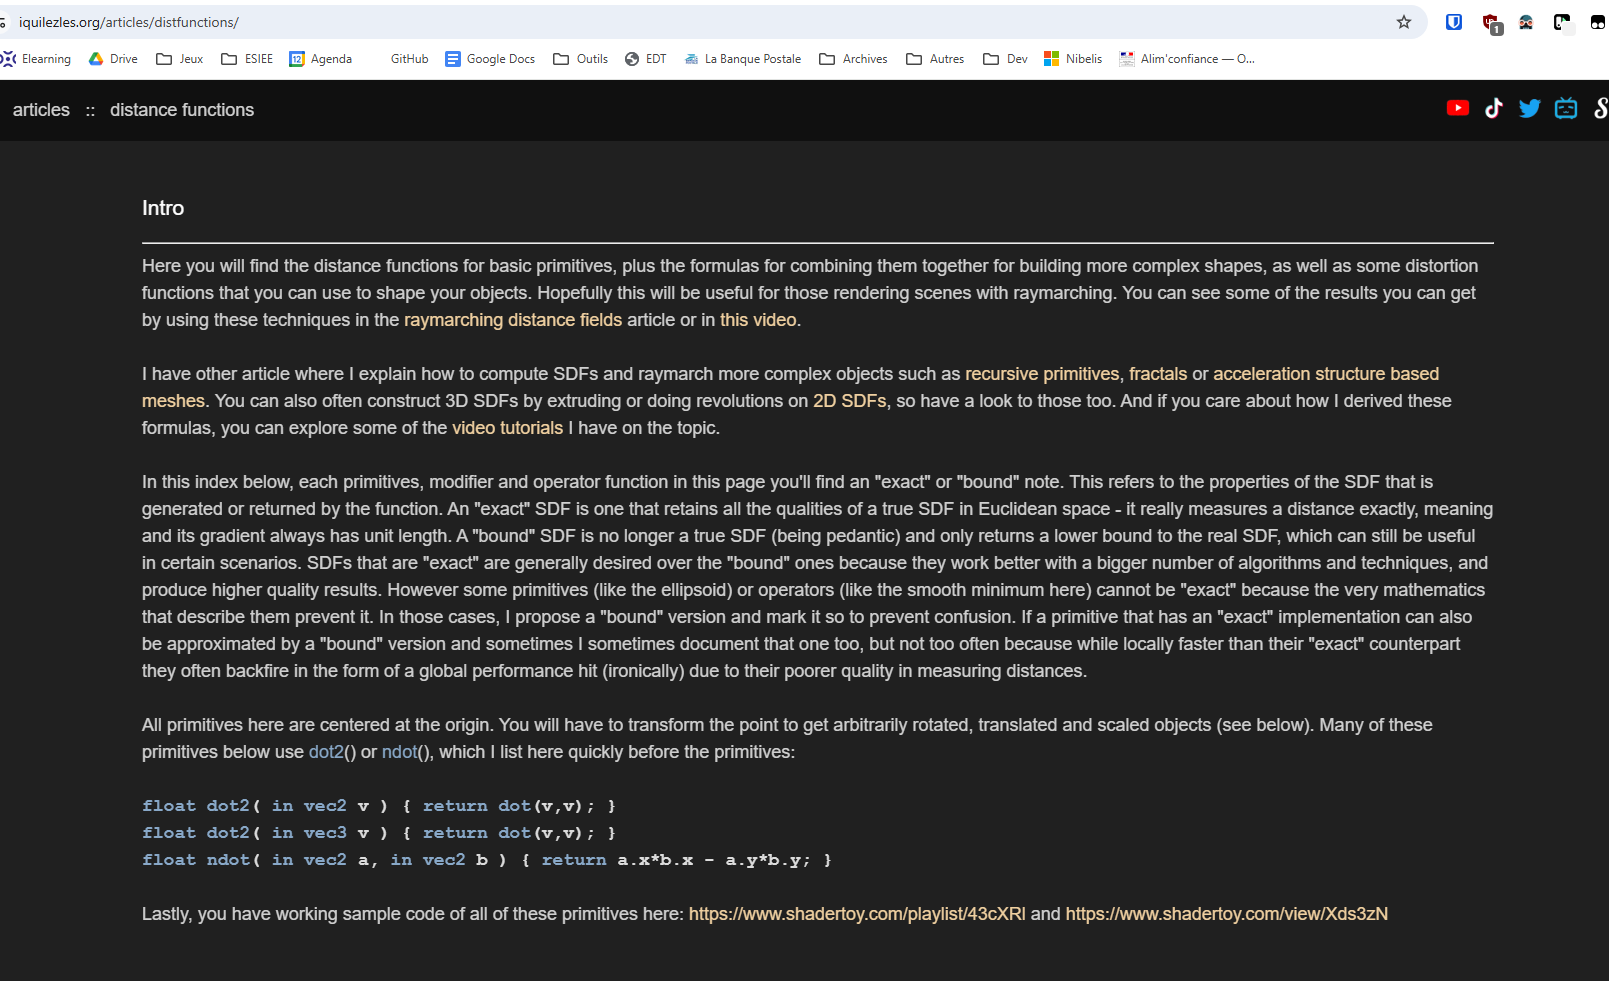 iquilezles.org/articles/distfunctions/
1
Elearning Drive Jeux ESIEE 12 Agenda GitHub Google Docs Outils EDT La Banque Postale Archives Autres Dev Nibelis Alim'confiance — O...
articles :: distance functions
Intro
Here you will find the distance functions for basic primitives, plus the formulas for combining them together for building more complex shapes, as well as some distortion
functions that you can use to shape your objects. Hopefully this will be useful for those rendering scenes with raymarching. You can see some of the results you can get
by using these techniques in the raymarching distance fields article or in this video.
I have other article where I explain how to compute SDFs and raymarch more complex objects such as recursive primitives, fractals or acceleration structure based
meshes. You can also often construct 3D SDFs by extruding or doing revolutions on 2D SDFs, so have a look to those too. And if you care about how I derived these
formulas, you can explore some of the video tutorials I have on the topic.
In this index below, each primitives, modifier and operator function in this page you'll find an "exact" or "bound" note. This refers to the properties of the SDF that is
generated or returned by the function. An "exact" SDF is one that retains all the qualities of a true SDF in Euclidean space - it really measures a distance exactly, meaning
and its gradient always has unit length. A "bound" SDF is no longer a true SDF (being pedantic) and only returns a lower bound to the real SDF, which can still be useful
in certain scenarios. SDFs that are "exact" are generally desired over the "bound" ones because they work better with a bigger number of algorithms and techniques, and
produce higher quality results. However some primitives (like the ellipsoid) or operators (like the smooth minimum here) cannot be "exact" because the very mathematics
that describe them prevent it. In those cases, I propose a "bound" version and mark it so to prevent confusion. If a primitive that has an "exact" implementation can also
be approximated by a "bound" version and sometimes I sometimes document that one too, but not too often because while locally faster than their "exact" counterpart
they often backfire in the form of a global performance hit (ironically) due to their poorer quality in measuring distances.
All primitives here are centered at the origin. You will have to transform the point to get arbitrarily rotated, translated and scaled objects (see below). Many of these
primitives below use dot2() or ndot(), which I list here quickly before the primitives:
float dot2( in vec2 v ) { return dot(v,v); }
float dot2( in vec3 v ) { return dot(v,v); }
float ndot( in vec2 a, in vec2 b ) { return a.x*b.x - a.y*b.y; }
Lastly, you have working sample code of all of these primitives here: https://www.shadertoy.com/playlist/43cXRl and https://www.shadertoy.com/view/Xds3zN